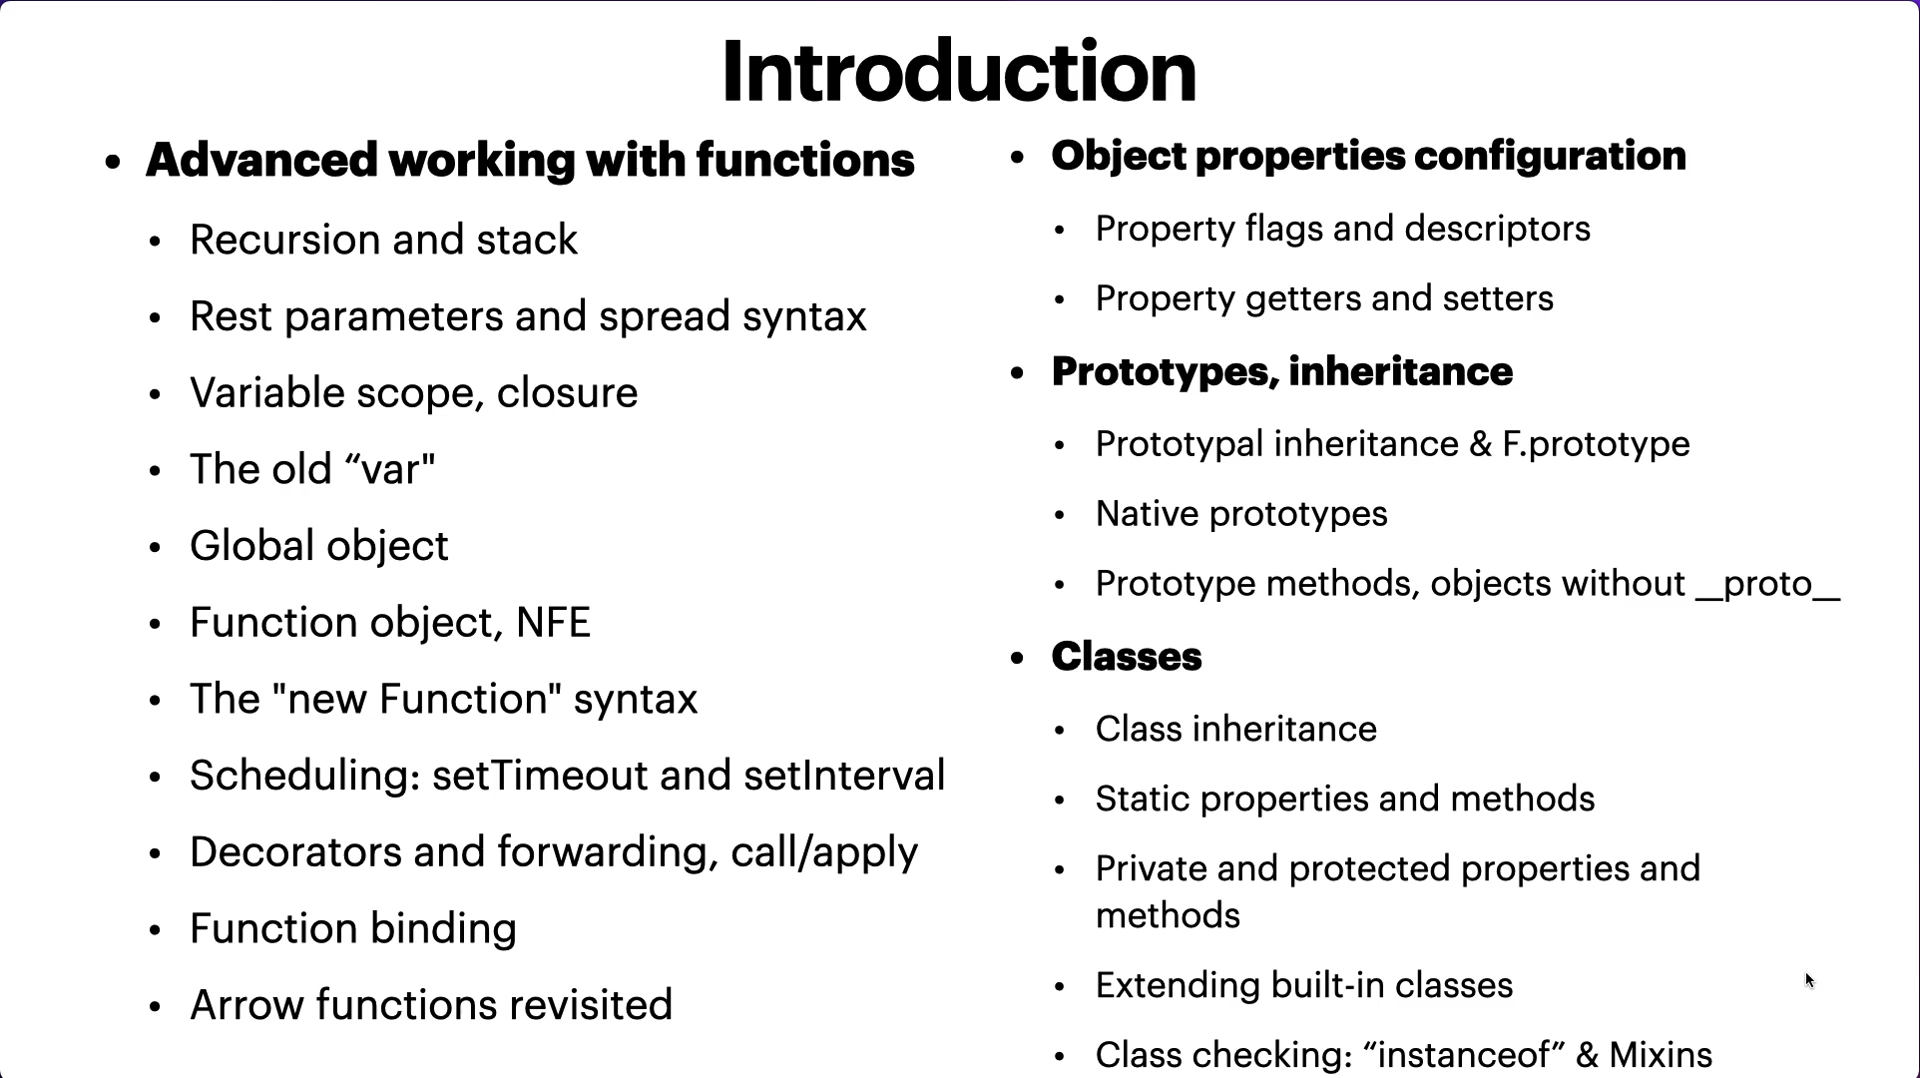 Introduction
• Advanced working with functions
• Recursion and stack
• Rest parameters and spread syntax
• Variable scope, closure
• The old “var"
• Global object
• Function object, NFE
• The "new Function" syntax
• Scheduling: setTimeout and setInterval
• Decorators and forwarding, call/apply
• Function binding
• Arrow functions revisited
• Object properties configuration
• Property flags and descriptors
• Property getters and setters
• Prototypes, inheritance
• Prototypal inheritance & F.prototype
• Native prototypes
• Prototype methods, objects without __proto__
• Classes
• Class inheritance
• Static properties and methods
• Private and protected properties and
methods
• Extending built-in classes
• Class checking: “instanceof” & Mixins